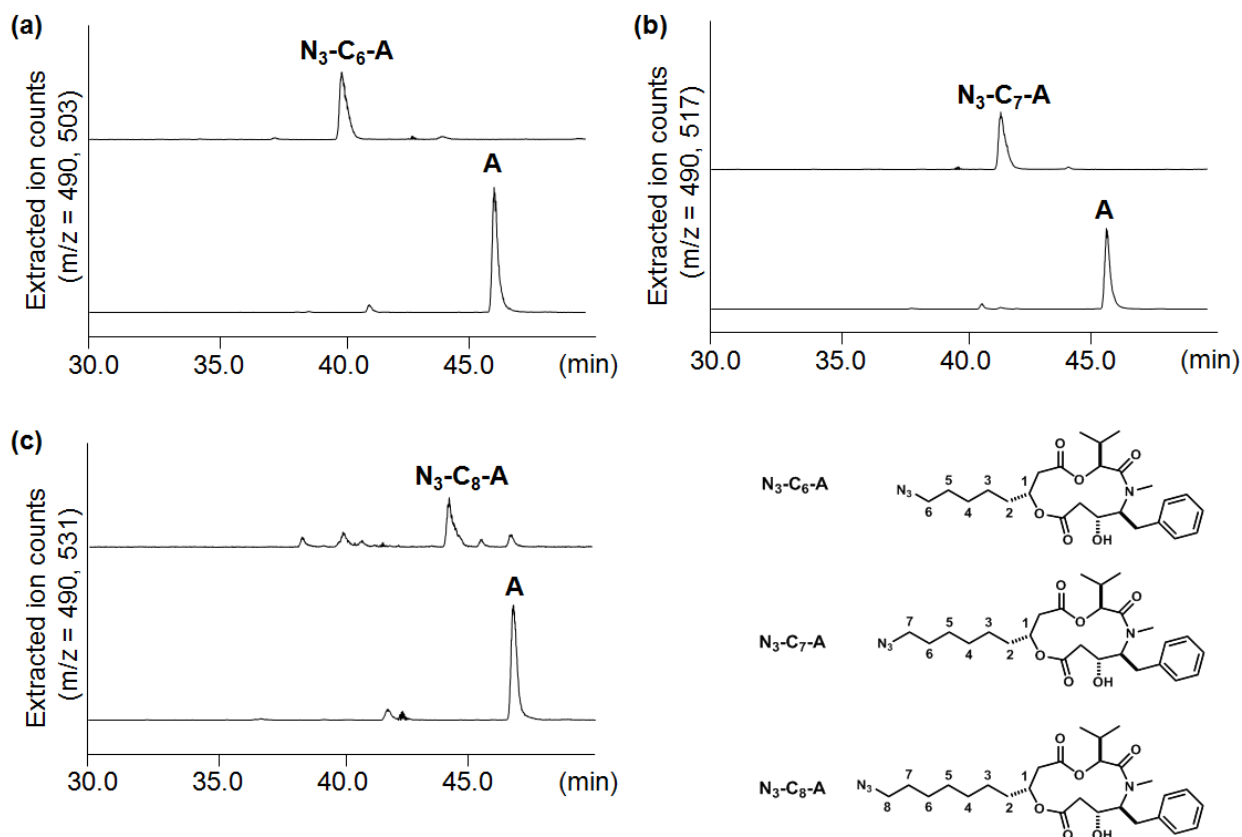 (a)
N₃-C₆-A
A
Extracted ion counts
(m/z = 490, 503)
30.0 35.0 40.0 45.0 (min)
(b)
N₃-C₇-A
A
Extracted ion counts
(m/z = 490, 517)
30.0 35.0 40.0 45.0 (min)
(c)
N₃-C₈-A
A
Extracted ion counts
(m/z = 490, 531)
30.0 35.0 40.0 45.0 (min)
N₃-C₆-A
N₃ 6 5 4 3 2 1 O O O O N O O OH
N₃-C₇-A
N₃ 7 6 5 4 3 2 1 O O O O N O O OH
N₃-C₈-A
N₃ 8 7 6 5 4 3 2 1 O O O O N O O OH